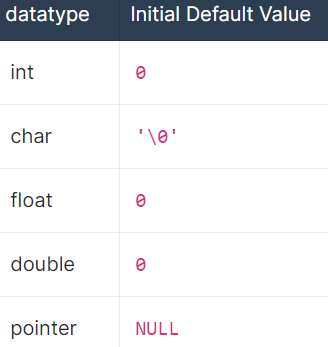 datatype Initial Default Value
int 0
char '\0'
float 0
double 0
pointer NULL